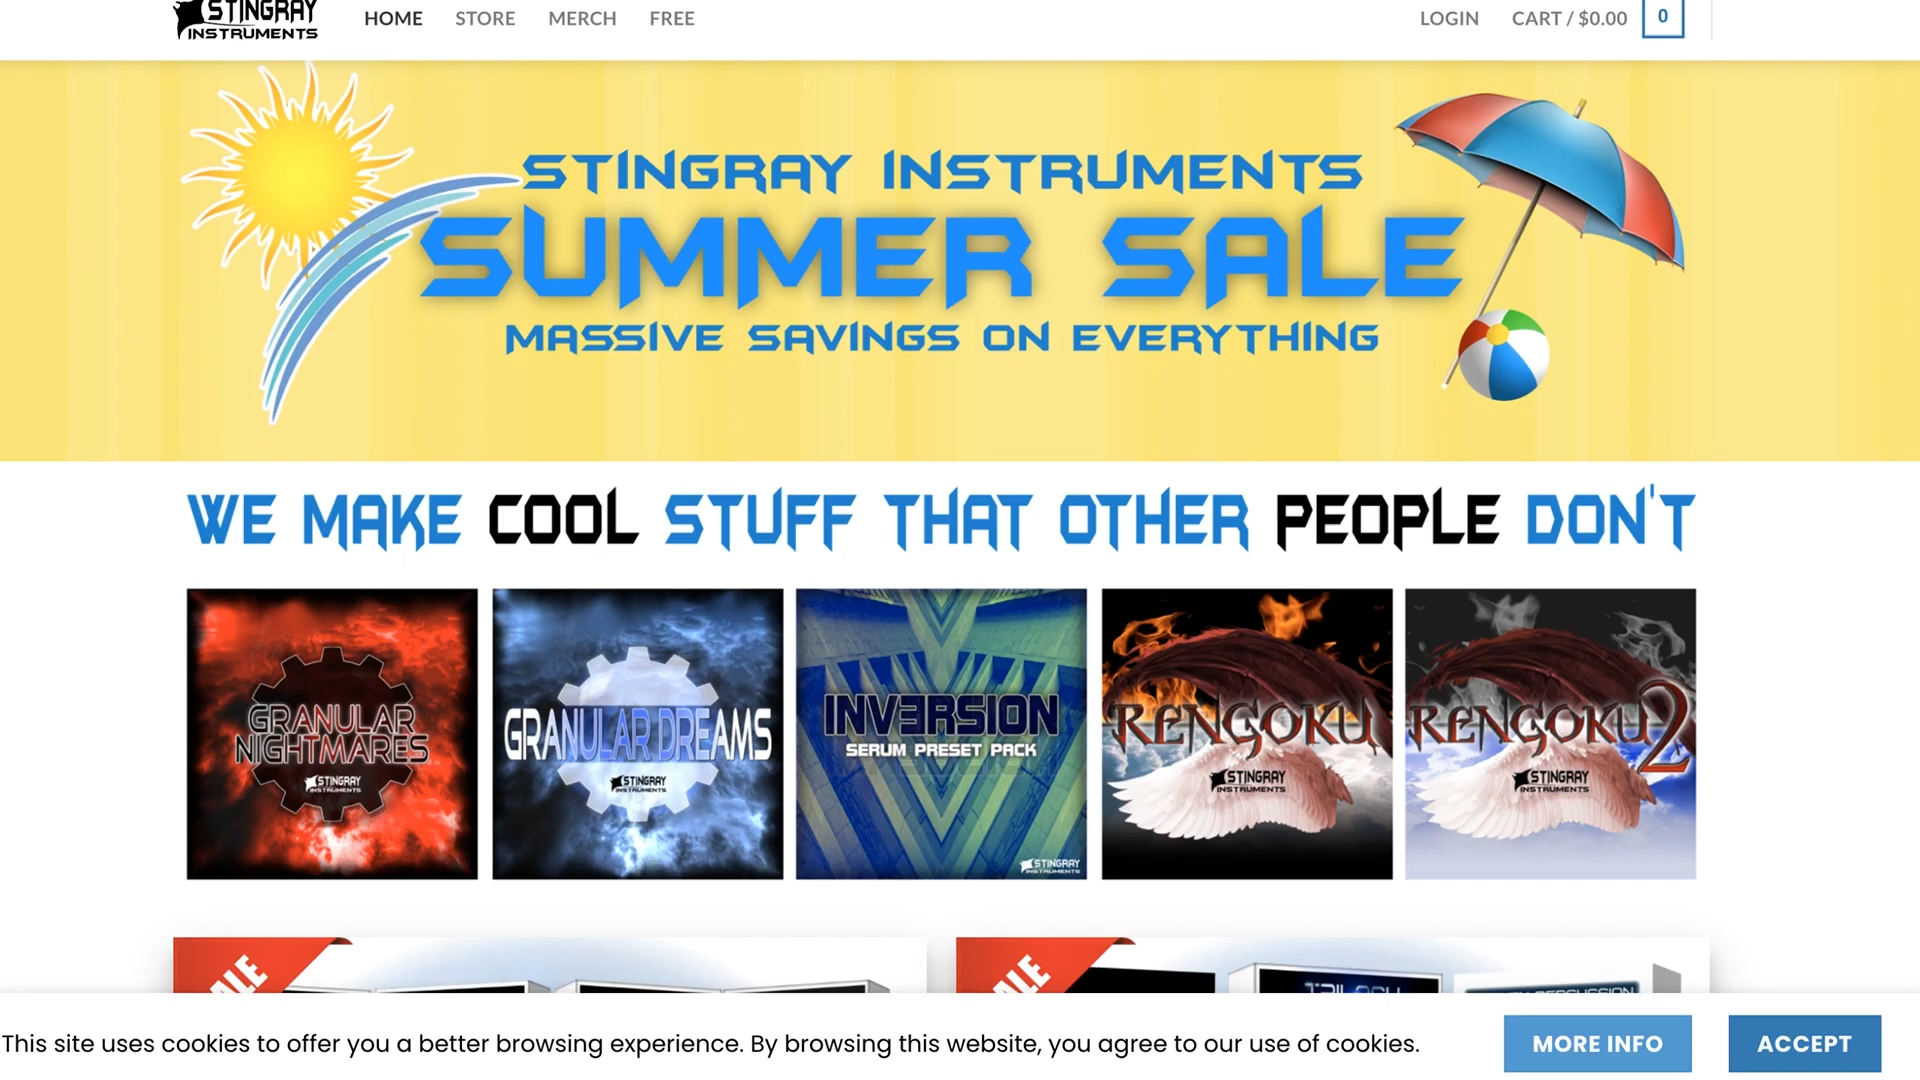 STINGRAY
INSTRUMENTS
HOME STORE MERCH FREE
LOGIN CART / $0.00 0
STINGRAY INSTRUMENTS
SUMMER SALE
MASSIVE SAVINGS ON EVERYTHING
WE MAKE COOL STUFF THAT OTHER PEOPLE DON'T
GRANULAR
NIGHTMARES
STINGRAY
INSTRUMENTS
GRANULAR DREAMS
STINGRAY
INSTRUMENTS
INVERSION
SERUM PRESET PACK
STINGRAY
INSTRUMENTS
RENGOKU
STINGRAY
INSTRUMENTS
RENGOKU 2
STINGRAY
INSTRUMENTS
ALE
ALE
This site uses cookies to offer you a better browsing experience. By browsing this website, you agree to our use of cookies.
MORE INFO
ACCEPT